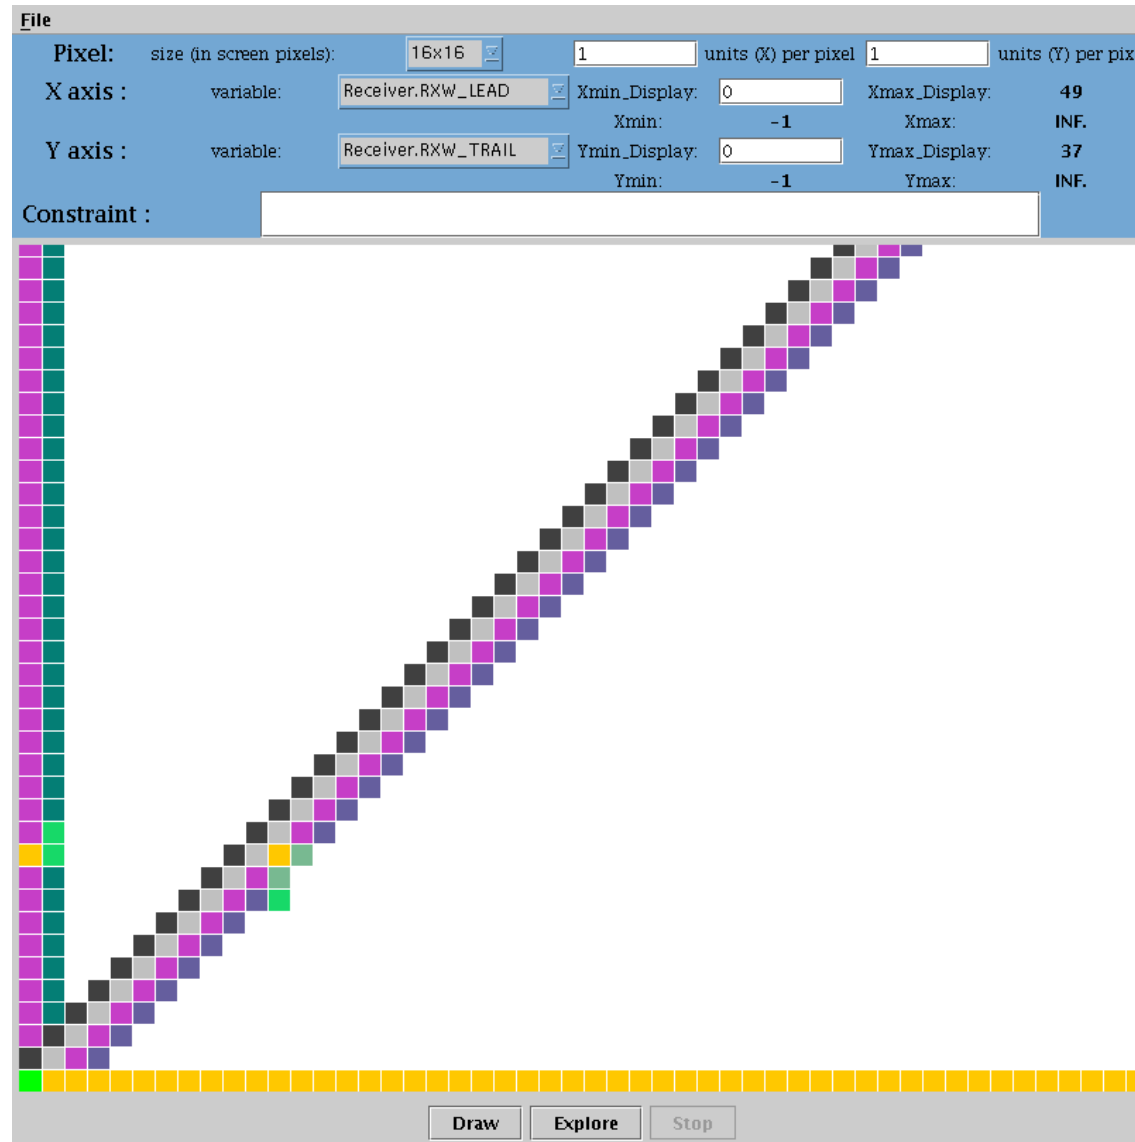 File
Pixel: size (in screen pixels): 16x16 1 units (X) per pixel 1 units (Y) per pix
X axis : variable: Receiver.RXW_LEAD Xmin_Display: 0 Xmax_Display: 49
Xmin: -1 Xmax: INF.
Y axis : variable: Receiver.RXW_TRAIL Ymin_Display: 0 Ymax_Display: 37
Ymin: -1 Ymax: INF.
Constraint :
Draw Explore Stop